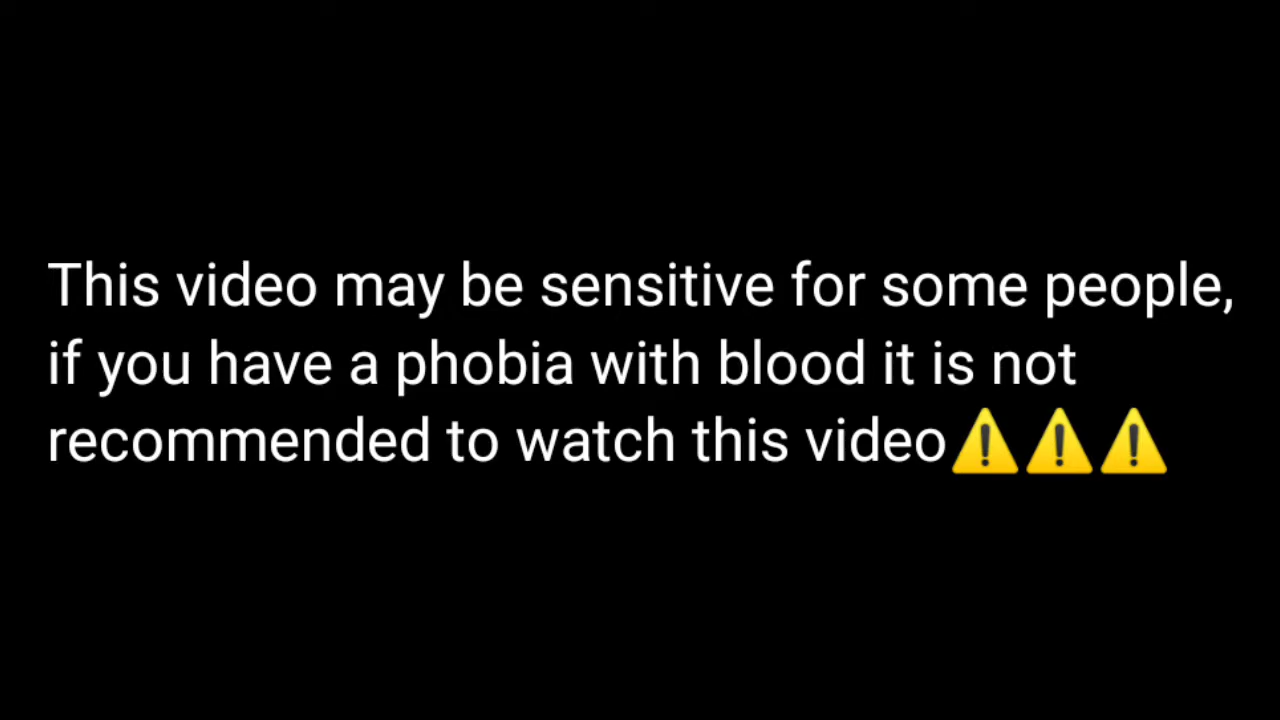 This video may be sensitive for some people,
if you have a phobia with blood it is not
recommended to watch this video⚠️⚠️⚠️